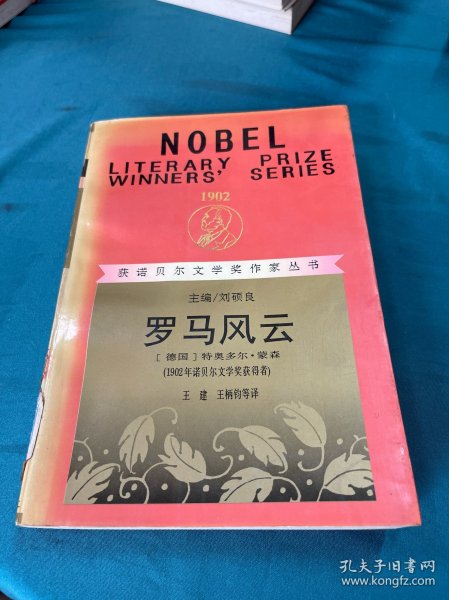 NOBEL
LITERARY PRIZE
WINNERS' SERIES
1902
获诺贝尔文学奖作家丛书
主编/刘硕良
罗马风云
[德国]特奥多尔·蒙森
(1902年诺贝尔文学奖获得者)
王 建 王柄钧等译
孔夫子旧书网
www.kongfz.com